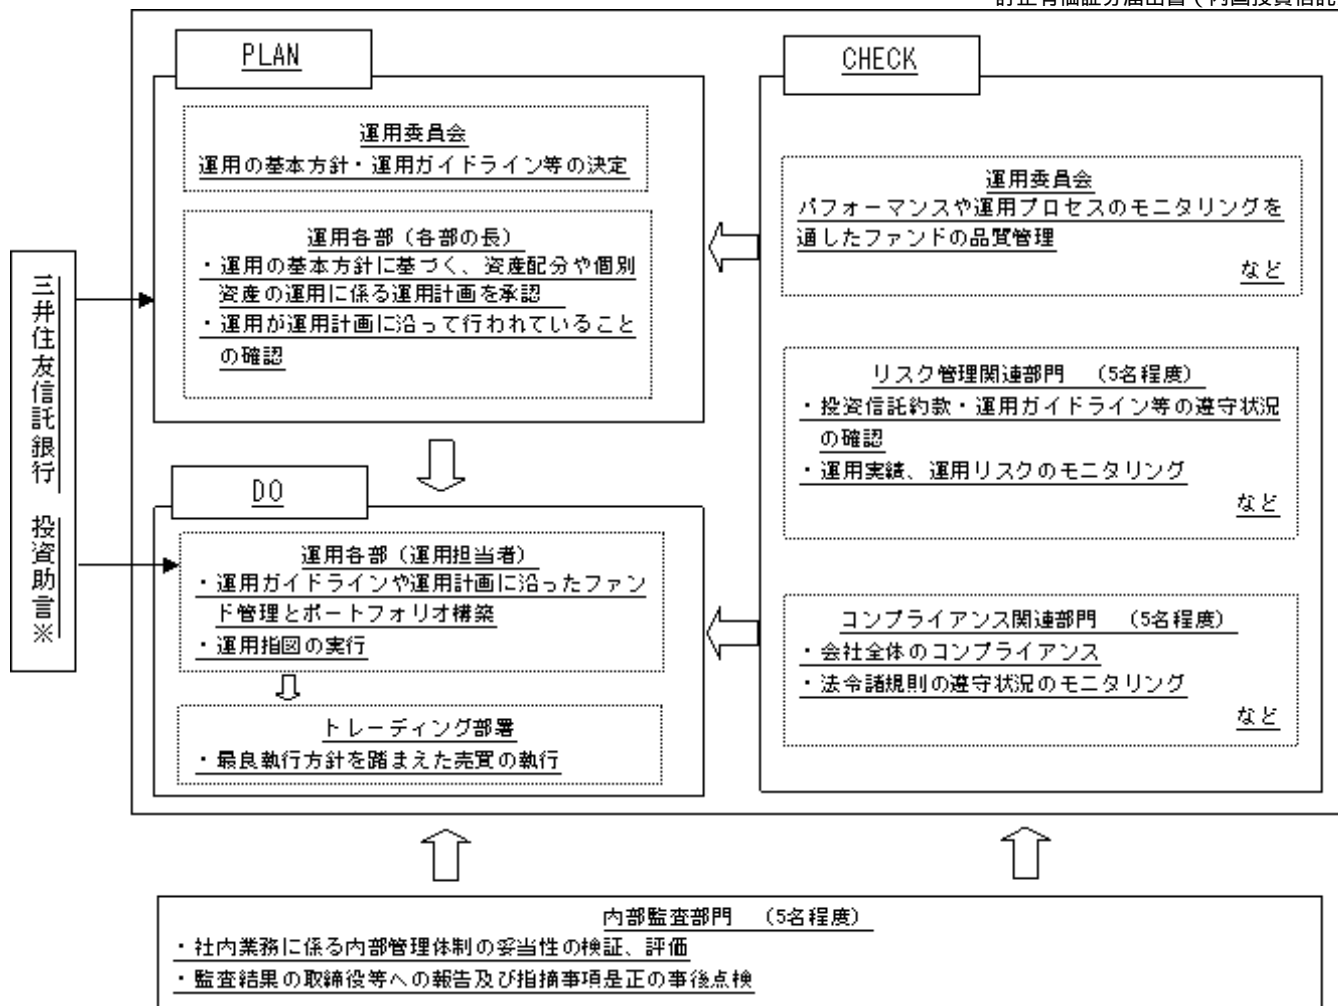 訂正有価証券届出書（内国投資信託
PLAN
運用委員会
運用の基本方針・運用ガイドライン等の決定
運用各部（各部の長）
・運用の基本方針に基づく、資産配分や個別
資産の運用に係る運用計画を承認
・運用が運用計画に沿って行われていること
の確認
CHECK
運用委員会
パフォーマンスや運用プロセスのモニタリングを
通したファンドの品質管理
など
リスク管理関連部門　（5名程度）
・投資信託約款・運用ガイドライン等の遵守状況
の確認
・運用実績、運用リスクのモニタリング
など
コンプライアンス関連部門　（5名程度）
・会社全体のコンプライアンス
・法令諸規則の遵守状況のモニタリング
など
三井住友信託銀行　投資助言※
DO
運用各部（運用担当者）
・運用ガイドラインや運用計画に沿ったファン
ド管理とポートフォリオ構築
・運用指図の実行
トレーディング部署
・最良執行方針を踏まえた売買の執行
内部監査部門　（5名程度）
・社内業務に係る内部管理体制の妥当性の検証、評価
・監査結果の取締役等への報告及び指摘事項是正の事後点検